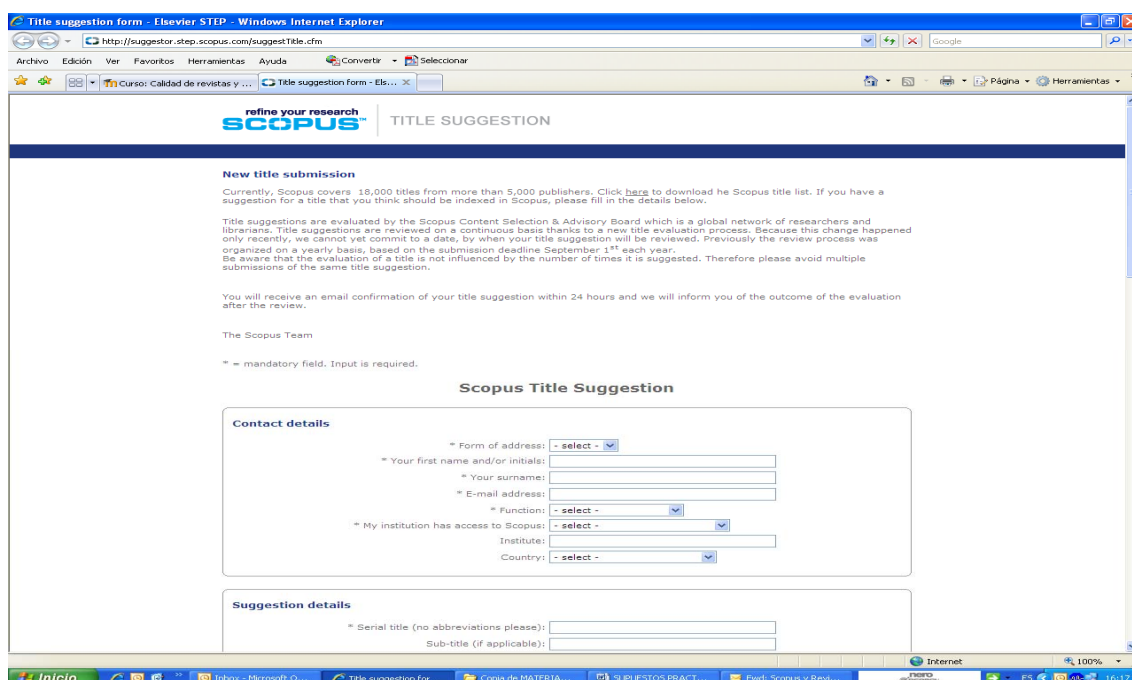 Title suggestion form - Elsevier STEP - Windows Internet Explorer
http://suggestor.step.scopus.com/suggestTitle.cfm
Google
Archivo Edición Ver Favoritos Herramientas Ayuda Convertir Seleccionar
Curso: Calidad de revistas y ...
Title suggestion form - Els...
Página Herramientas
refine your research
SCOPUS™
TITLE SUGGESTION
New title submission
Currently, Scopus covers 18,000 titles from more than 5,000 publishers. Click here to download he Scopus title list. If you have a
suggestion for a title that you think should be indexed in Scopus, please fill in the details below.
Title suggestions are evaluated by the Scopus Content Selection & Advisory Board which is a global network of researchers and
librarians. Title suggestions are reviewed on a continuous basis thanks to a new title evaluation process. Because this change happened
only recently, we cannot yet commit to a date, by when your title suggestion will be reviewed. Previously the review process was
organized on a yearly basis, based on the submission deadline September 1st each year.
Be aware that the evaluation of a title is not influenced by the number of times it is suggested. Therefore please avoid multiple
submissions of the same title suggestion.
You will receive an email confirmation of your title suggestion within 24 hours and we will inform you of the outcome of the evaluation
after the review.
The Scopus Team
* = mandatory field. Input is required.
Scopus Title Suggestion
Contact details
* Form of address: - select -
* Your first name and/or initials:
* Your surname:
* E-mail address:
* Function: - select -
* My institution has access to Scopus: - select -
Institute:
Country: - select -
Suggestion details
* Serial title (no abbreviations please):
Sub-title (if applicable):
Internet 100%
Inicio Inbox - Microsoft O... Title suggestion for... Copia de MATERIA... SUPUESTOS PRACT... Fwd: Scopus y Revi... nero ES 16:17